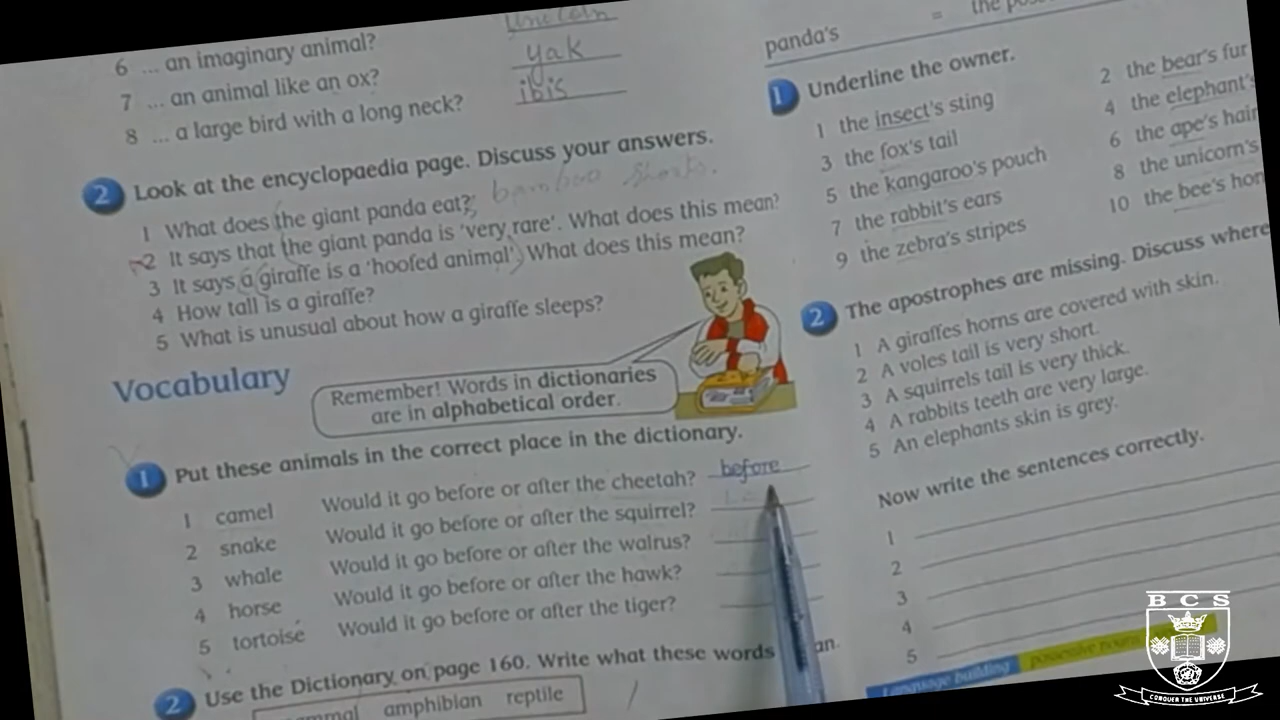 6 ... an imaginary animal?
7 ... an animal like an ox? yak
8 ... a large bird with a long neck? ibis
2 Look at the encyclopaedia page. Discuss your answers.
1 What does the giant panda eat? bamboo
2 It says that the giant panda is 'very rare'. What does this mean?
3 It says a giraffe is a 'hoofed animal'. What does this mean?
4 How tall is a giraffe?
5 What is unusual about how a giraffe sleeps?
Vocabulary
Remember! Words in dictionaries
are in alphabetical order.
1 Put these animals in the correct place in the dictionary.
1 camel Would it go before or after the cheetah? before
2 snake Would it go before or after the squirrel?
3 whale Would it go before or after the walrus?
4 horse Would it go before or after the hawk?
5 tortoise Would it go before or after the tiger?
2 Use the Dictionary on page 160. Write what these words
amphibian reptile
panda's = the
1 Underline the owner.
1 the insect's sting 2 the bear's fur
3 the fox's tail 4 the elephant's
5 the kangaroo's pouch 6 the ape's hair
7 the rabbit's ears 8 the unicorn's
9 the zebra's stripes 10 the bee's
2 The apostrophes are missing. Discuss where
1 A giraffes horns are covered with skin.
2 A voles tail is very short.
3 A squirrels tail is very thick.
4 A rabbits teeth are very large.
5 An elephants skin is grey.
Now write the sentences correctly.
1
2
3
4
5
Language building
BCS
CONQUER THE UNIVERSE